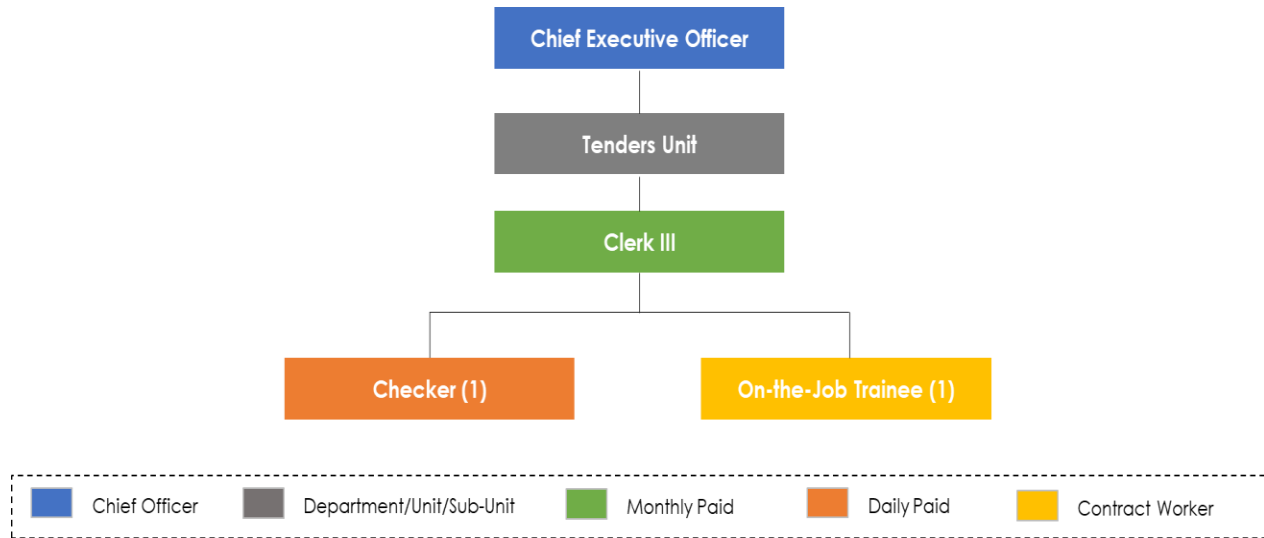 Chief Executive Officer
Tenders Unit
Clerk III
Checker (1)
On-the-Job Trainee (1)
Chief Officer
Department/Unit/Sub-Unit
Monthly Paid
Daily Paid
Contract Worker